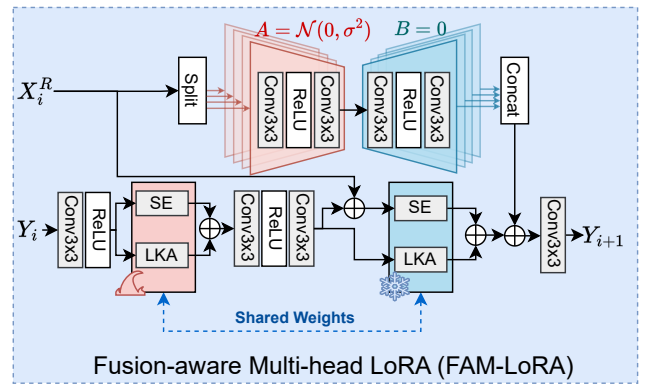 A = 𝒩(0, σ²) B = 0
X_i^R
Split
Conv3x3
ReLU
Conv3x3
Conv3x3
ReLU
Conv3x3
Concat
Y_i
Conv3x3
ReLU
SE
LKA
Conv3x3
ReLU
Conv3x3
SE
LKA
Conv3x3
Y_{i+1}
Shared Weights
Fusion-aware Multi-head LoRA (FAM-LoRA)